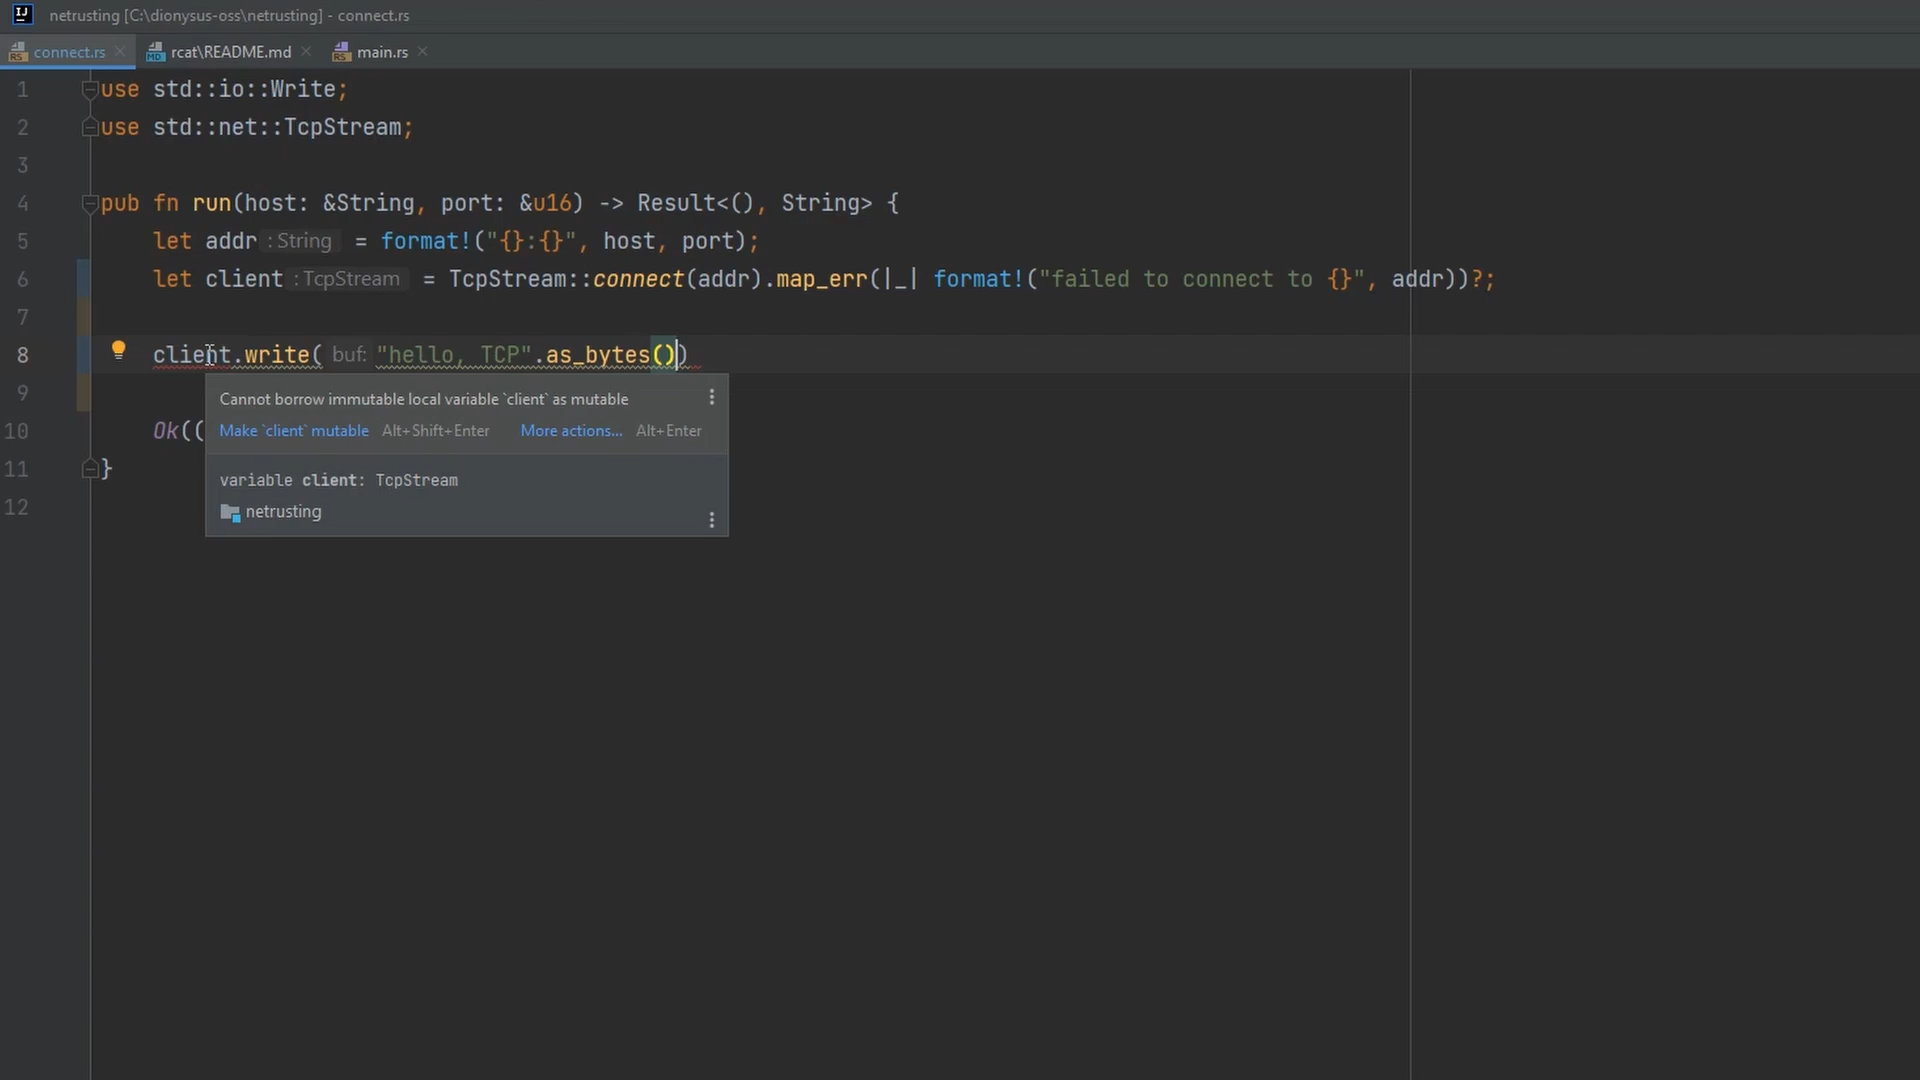 netrusting [C:\dionysus-oss\netrusting] - connect.rs
connect.rs rcat\README.md main.rs
1 use std::io::Write;
2 use std::net::TcpStream;
3
4 pub fn run(host: &String, port: &u16) -> Result<(), String> {
5 let addr : String = format!("{}:{}", host, port);
6 let client : TcpStream = TcpStream::connect(addr).map_err(|_| format!("failed to connect to {}", addr))?;
7
8 client.write( buf: "hello, TCP".as_bytes())
9
Cannot borrow immutable local variable `client` as mutable
10 Ok((
Make `client` mutable Alt+Shift+Enter More actions... Alt+Enter
11 }
variable client: TcpStream
12
netrusting